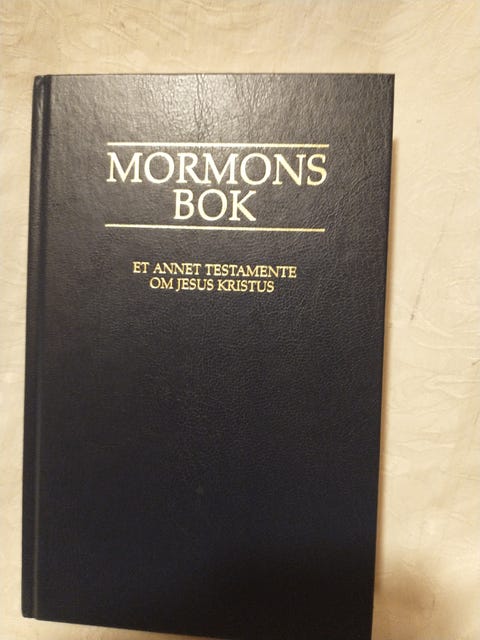 MORMONS
BOK
ET ANNET TESTAMENTE
OM JESUS KRISTUS